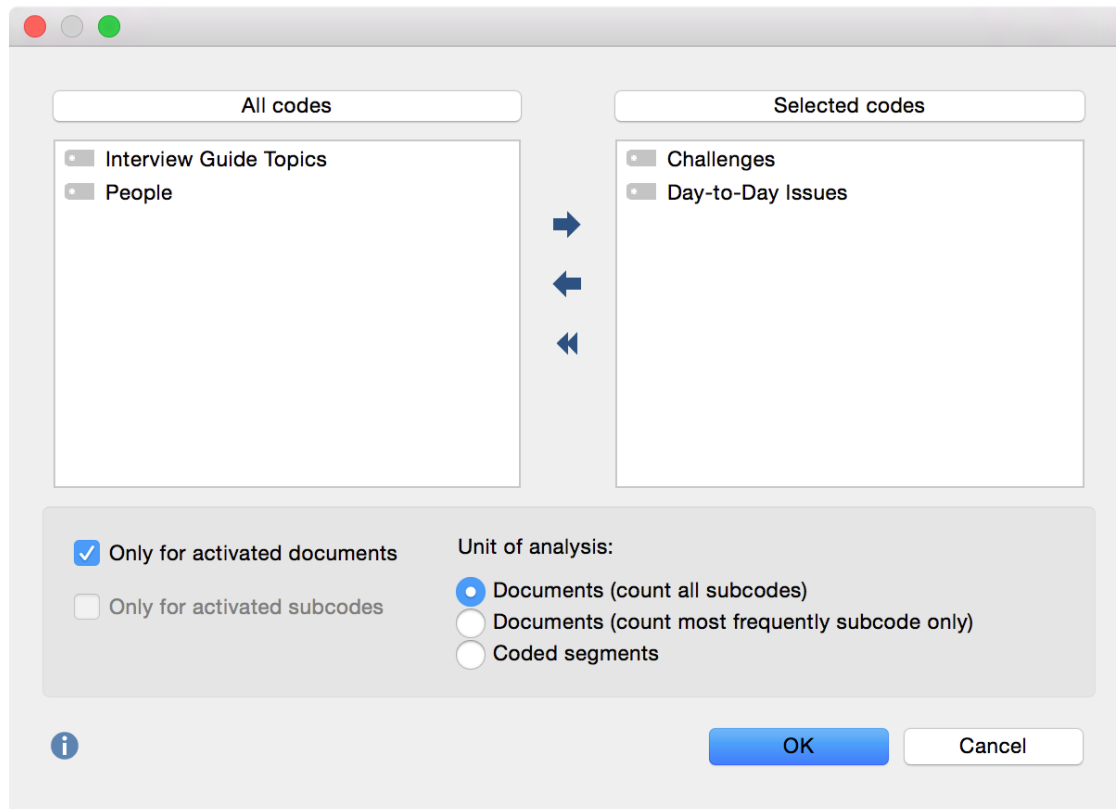 All codes
Selected codes
Interview Guide Topics
People
Challenges
Day-to-Day Issues
Only for activated documents
Only for activated subcodes
Unit of analysis:
Documents (count all subcodes)
Documents (count most frequently subcode only)
Coded segments
OK
Cancel